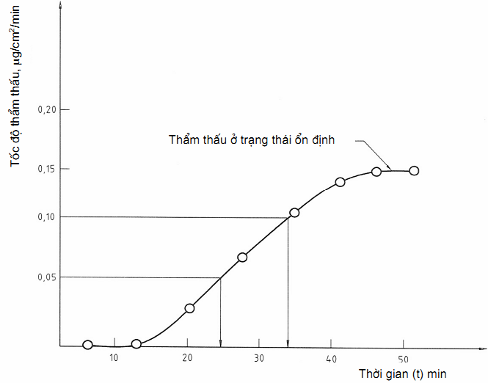 Tốc độ thẩm thấu, µg/cm²/min
0,20
Thẩm thấu ở trạng thái ổn định
0,15
0,10
0,05
10 20 30 40 50
Thời gian (t) min